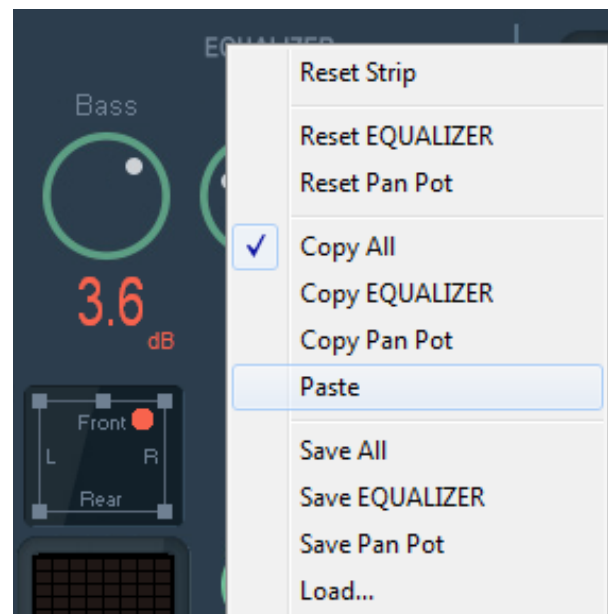 EQUALIZER
Bass
3.6
dB
Front
L R
Rear
Reset Strip
Reset EQUALIZER
Reset Pan Pot
Copy All
Copy EQUALIZER
Copy Pan Pot
Paste
Save All
Save EQUALIZER
Save Pan Pot
Load...